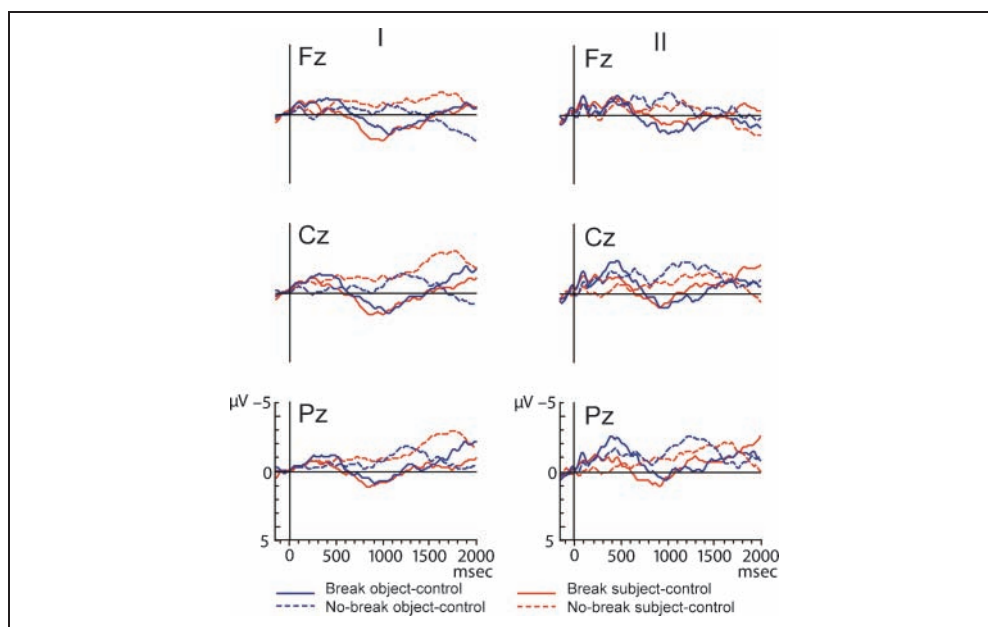 I II
Fz Fz
Cz Cz
µV −5 Pz µV −5 Pz
0 0
5 5
0 500 1000 1500 2000 0 500 1000 1500 2000
msec msec
Break object-control Break subject-control
No-break object-control No-break subject-control